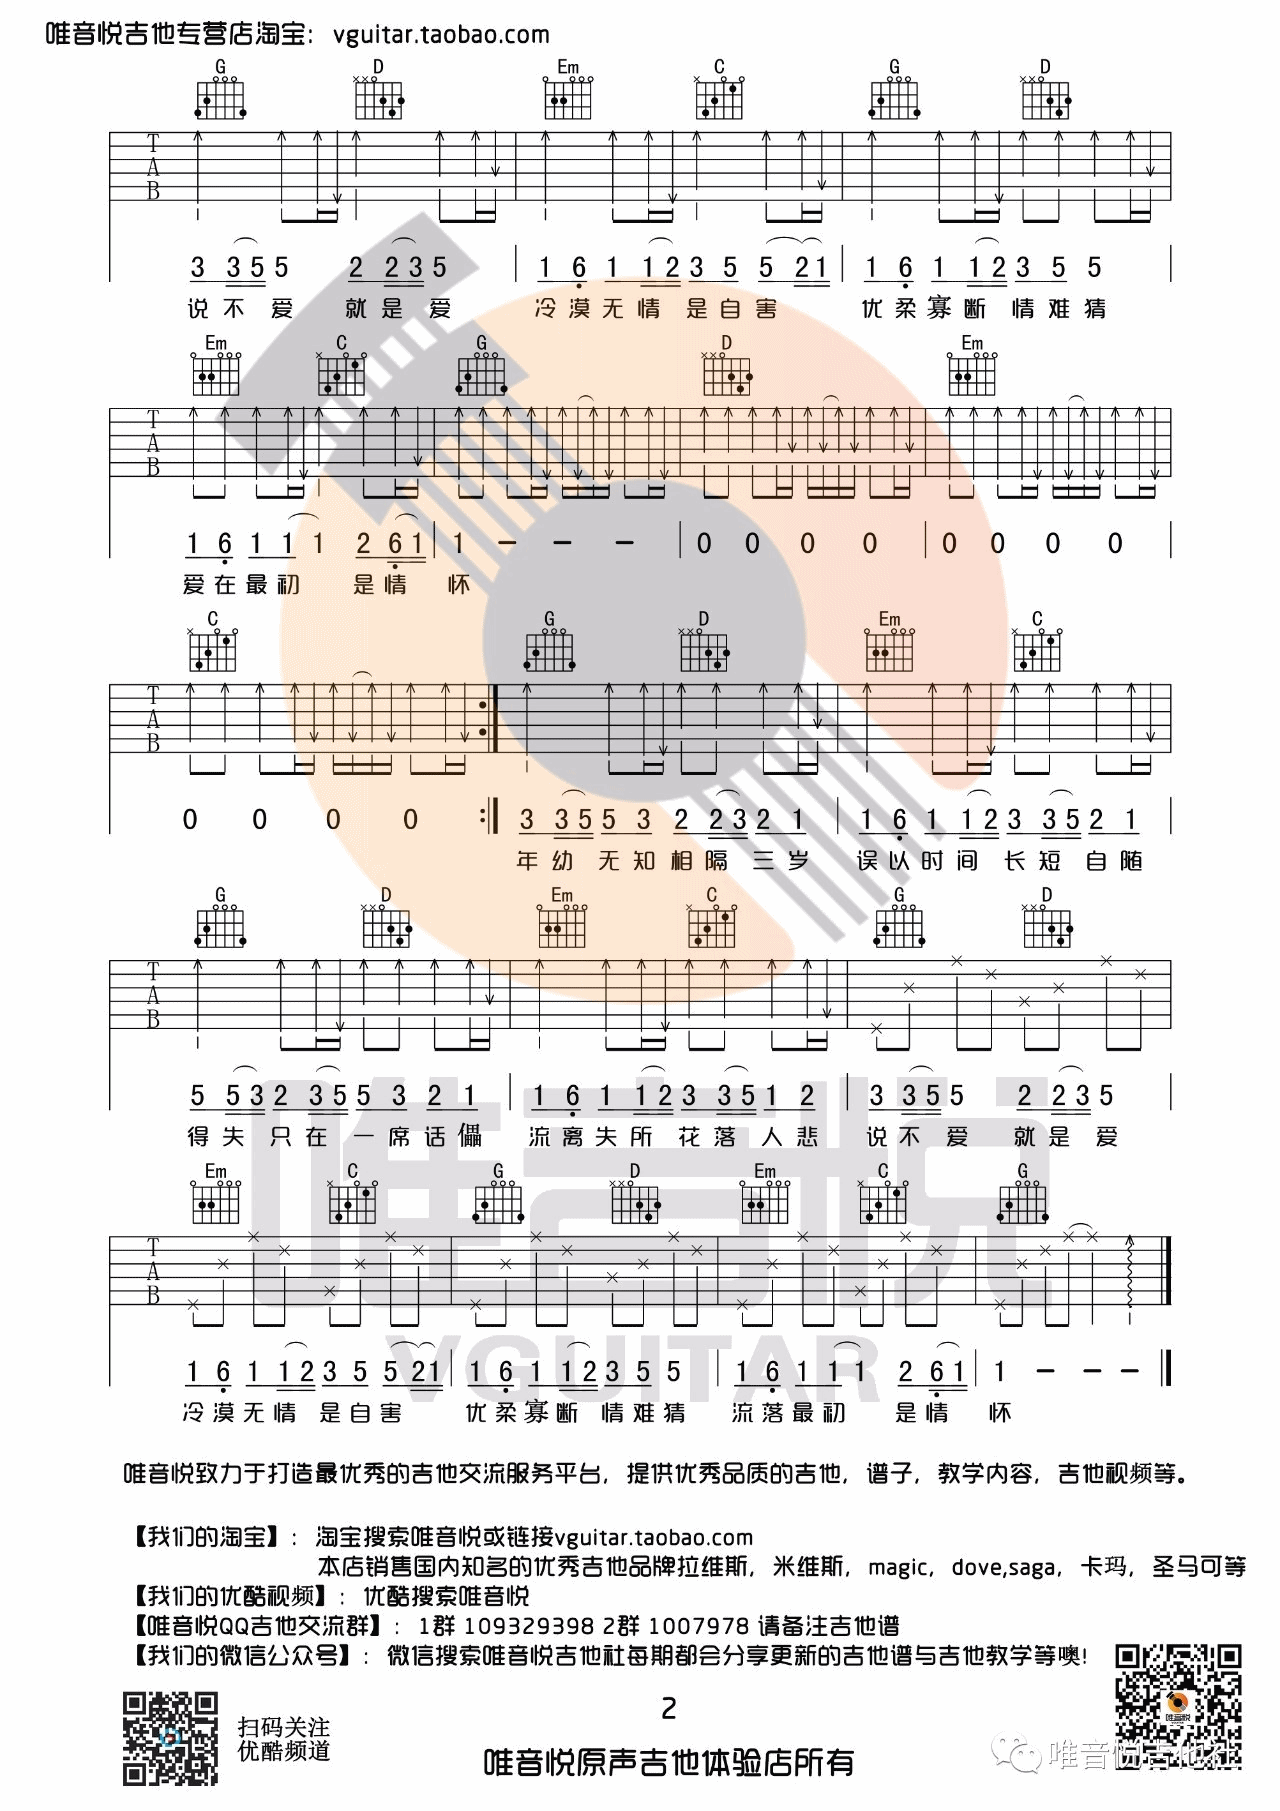 唯音悦吉他专营店淘宝：vguitar.taobao.com
G D Em C G D
T
A
B
3 3 5 5 2 2 3 5 1 6 1 1 2 3 5 5 2 1 1 6 1 1 2 3 5 5
说不爱 就是爱 冷漠无情 是自害 优柔寡断 情难猜
Em C G D Em
T
A
B
1 6 1 1 1 2 6 1 1 - - - 0 0 0 0 0 0 0 0
爱在最初 是情 怀
C G D Em C
T
A
B
0 0 0 0 3 3 5 5 3 2 2 3 2 1 1 6 1 1 2 3 3 5 2 1
年幼 无知相隔 三岁 误以时间 长短 自随
G D Em C G D
T
A
B
5 5 3 2 3 5 5 3 2 1 1 6 1 1 2 3 3 5 1 2 3 3 5 5 2 2 3 5
得失 只在 一席话儡 流离失所 花落人悲 说不爱 就是爱
Em C G D Em C G
T
A
B
1 6 1 1 2 3 5 5 2 1 1 6 1 1 2 3 5 5 1 6 1 1 1 2 6 1 1 - - -
冷漠无情 是自害 优柔寡断 情难猜 流落最初 是情 怀
唯音悦
VGUITAR
唯音悦致力于打造最优秀的吉他交流服务平台，提供优秀品质的吉他，谱子，教学内容，吉他视频等。
【我们的淘宝】：淘宝搜索唯音悦或链接vguitar.taobao.com
本店销售国内知名的优秀吉他品牌拉维斯，米维斯，magic，dove,saga，卡玛，圣马可等
【我们的优酷视频】：优酷搜索唯音悦
【唯音悦QQ吉他交流群】：1群 109329398 2群 1007978 请备注吉他谱
【我们的微信公众号】：微信搜索唯音悦吉他社每期都会分享更新的吉他谱与吉他教学等噢!
扫码关注
优酷频道
2
唯音悦原声吉他体验店所有
唯音悦
唯音悦吉他社